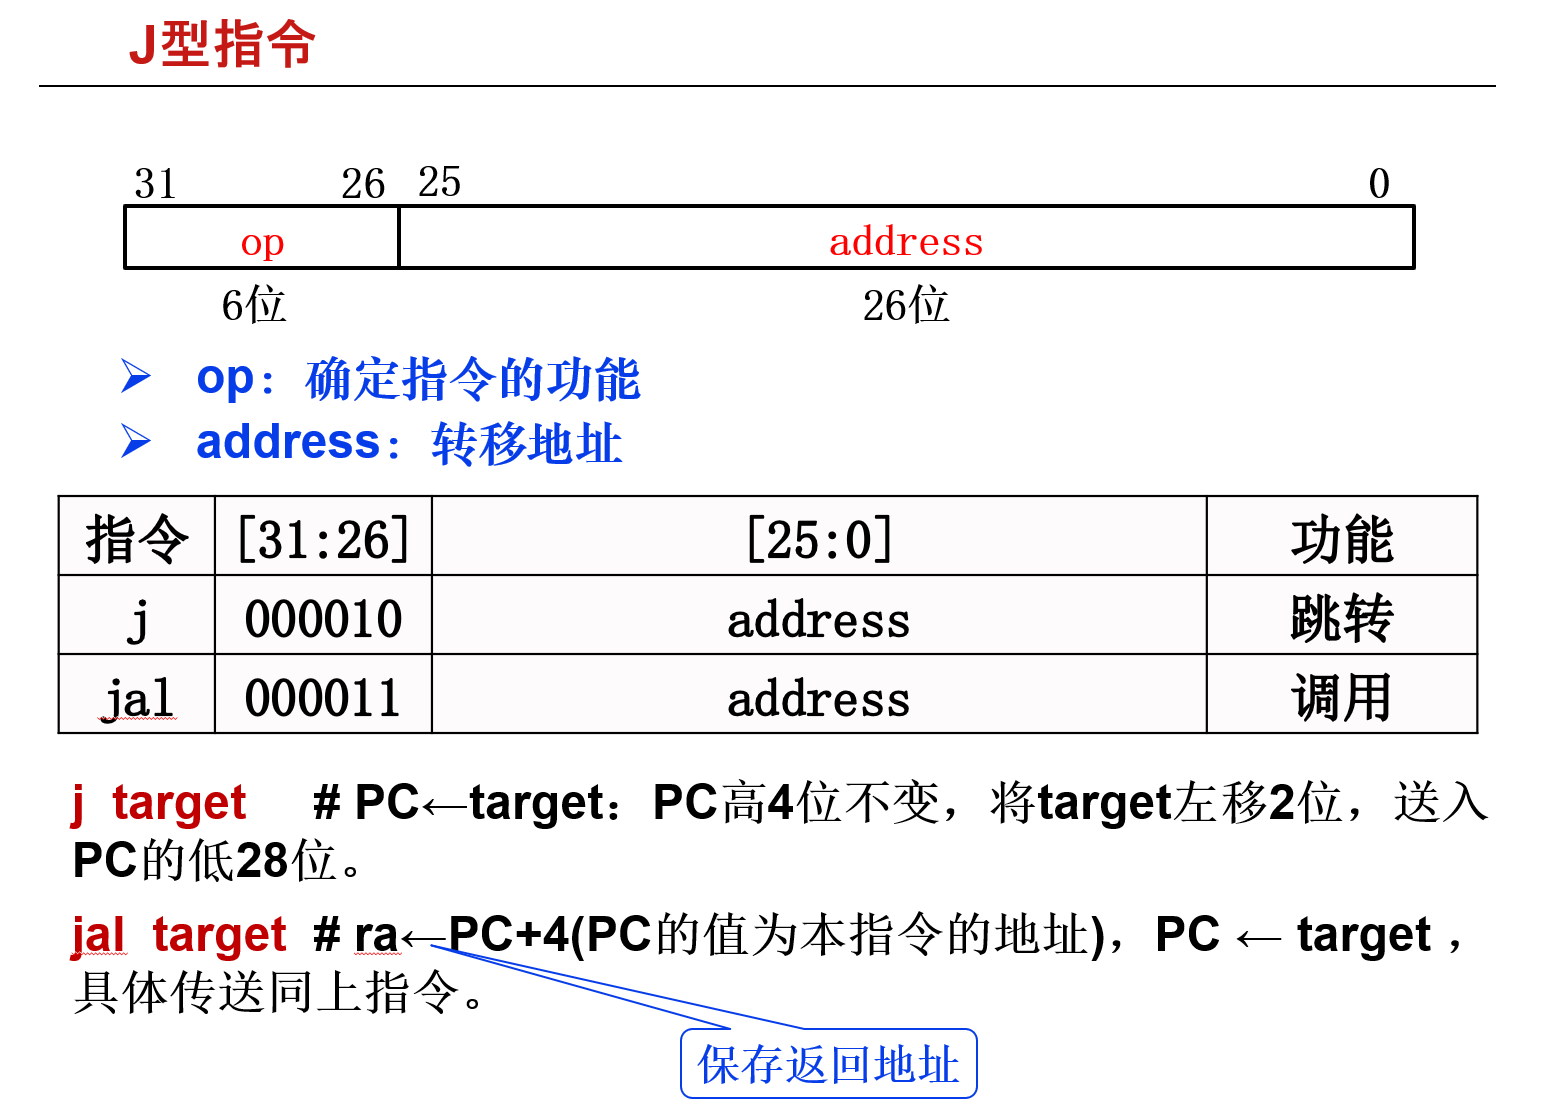 J型指令
31 26 25 0
op address
6位 26位
➢ op：确定指令的功能
➢ address：转移地址
指令 [31:26] [25:0] 功能
j 000010 address 跳转
jal 000011 address 调用
j target # PC←target：PC高4位不变，将target左移2位，送入
PC的低28位。
jal target # ra←PC+4(PC的值为本指令的地址)，PC ← target ，
具体传送同上指令。
保存返回地址